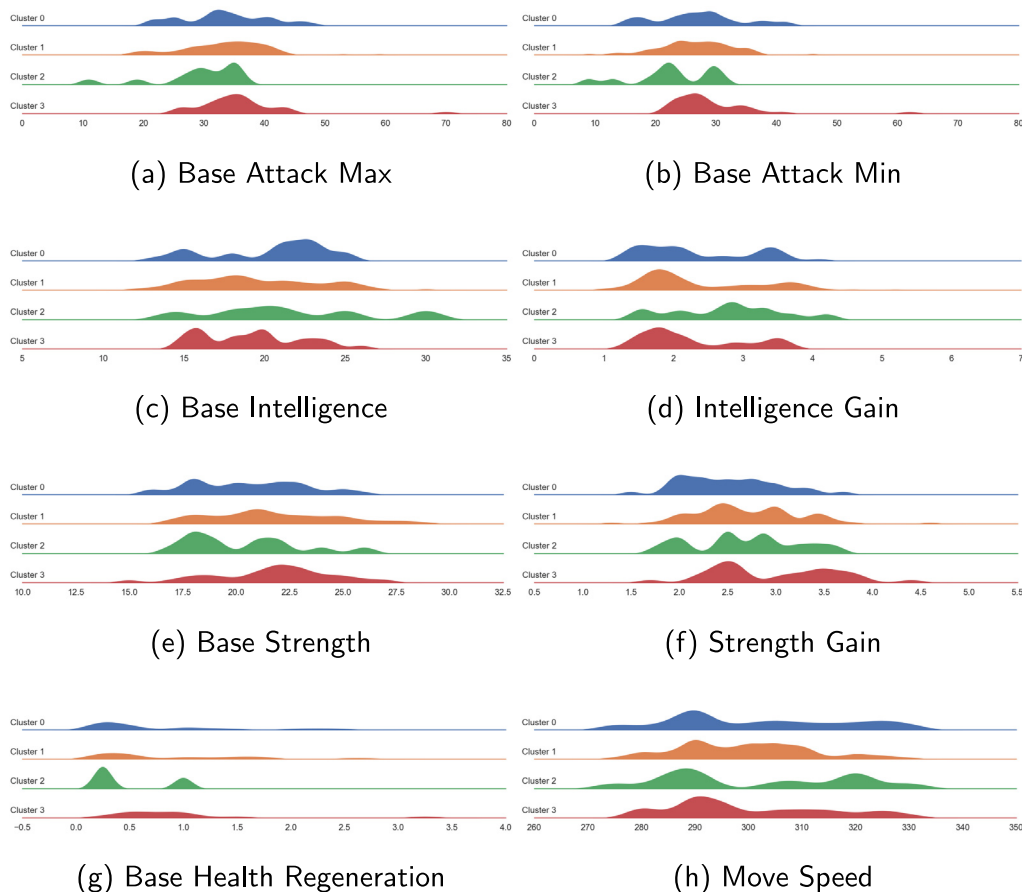 Cluster 0
Cluster 1
Cluster 2
Cluster 3
0 10 20 30 40 50 60 70 80
(a) Base Attack Max
Cluster 0
Cluster 1
Cluster 2
Cluster 3
0 10 20 30 40 50 60 70 80
(b) Base Attack Min
Cluster 0
Cluster 1
Cluster 2
Cluster 3
5 10 15 20 25 30 35
(c) Base Intelligence
Cluster 0
Cluster 1
Cluster 2
Cluster 3
0 1 2 3 4 5 6 7
(d) Intelligence Gain
Cluster 0
Cluster 1
Cluster 2
Cluster 3
10.0 12.5 15.0 17.5 20.0 22.5 25.0 27.5 30.0 32.5
(e) Base Strength
Cluster 0
Cluster 1
Cluster 2
Cluster 3
0.5 1.0 1.5 2.0 2.5 3.0 3.5 4.0 4.5 5.0 5.5
(f) Strength Gain
Cluster 0
Cluster 1
Cluster 2
Cluster 3
−0.5 0.0 0.5 1.0 1.5 2.0 2.5 3.0 3.5 4.0
(g) Base Health Regeneration
Cluster 0
Cluster 1
Cluster 2
Cluster 3
260 270 280 290 300 310 320 330 340 350
(h) Move Speed